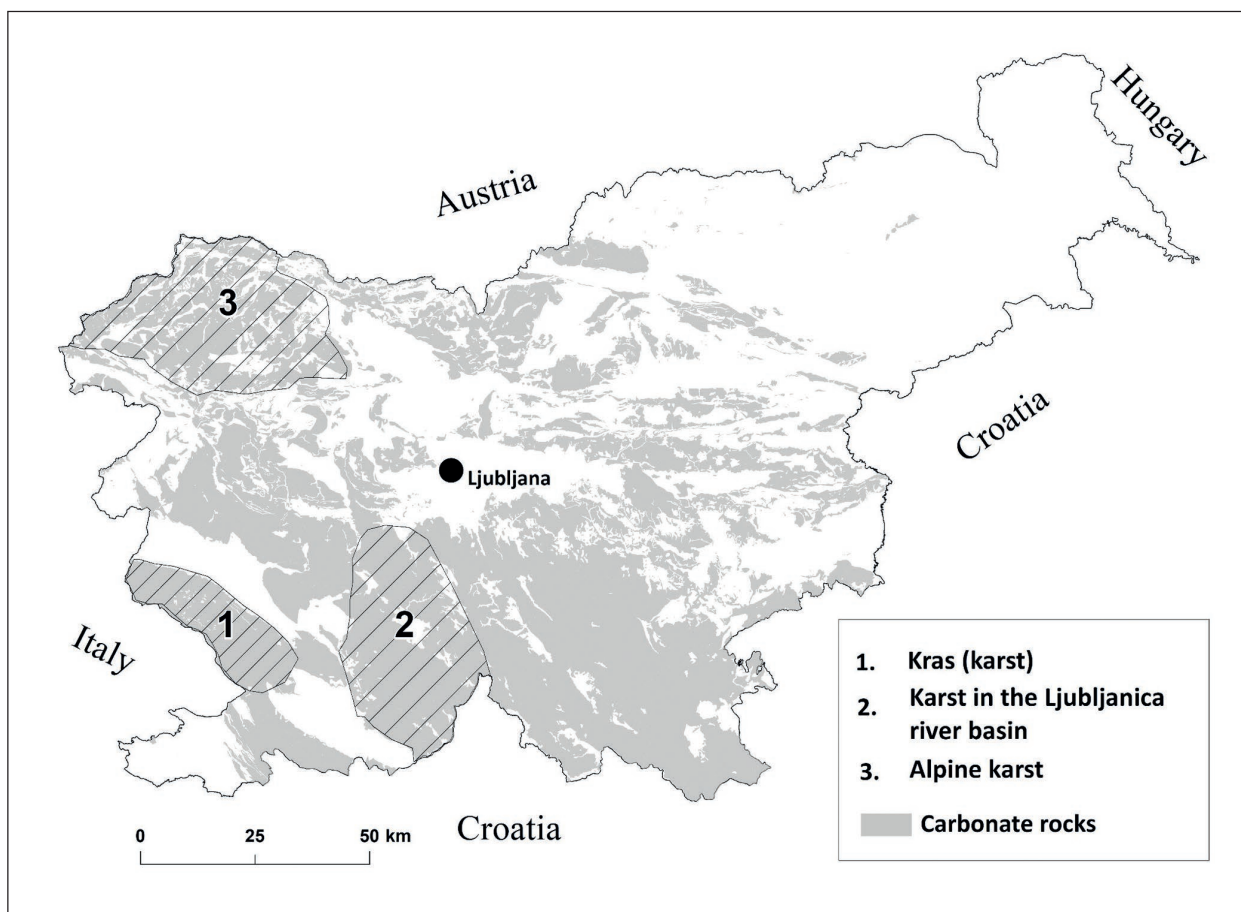 Hungary
Austria
3
Croatia
Ljubljana
1
2
Italy
Croatia
0 25 50 km
1. Kras (karst)
2. Karst in the Ljubljanica
river basin
3. Alpine karst
Carbonate rocks